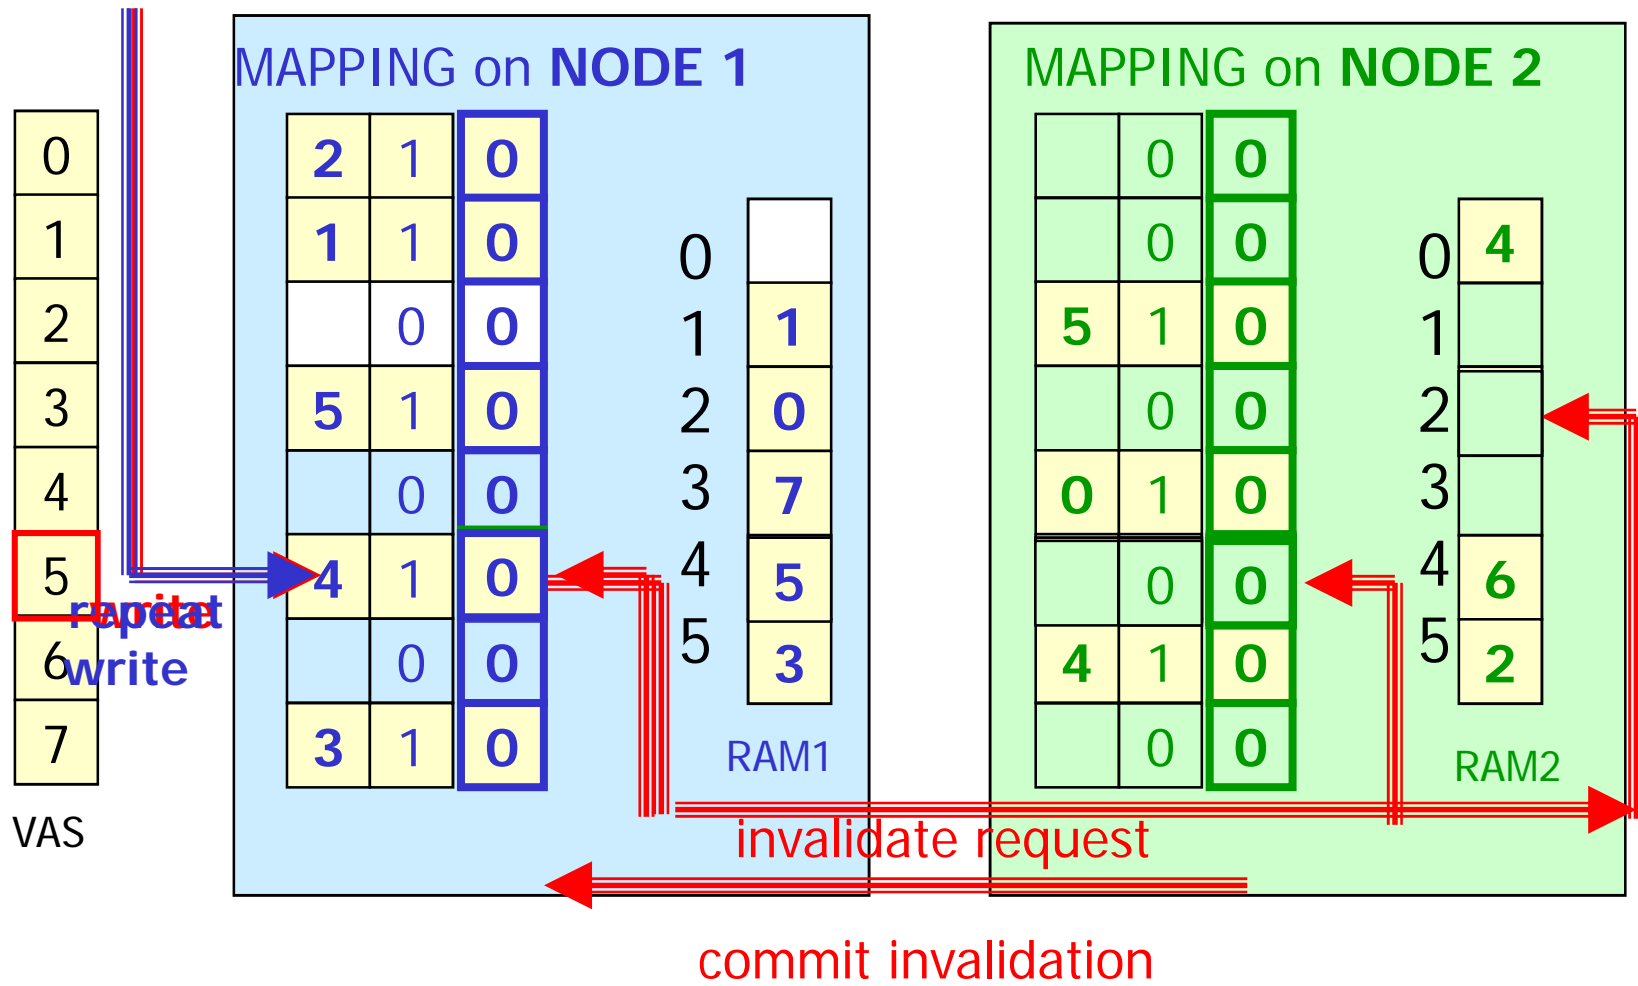 MAPPING on NODE 1
MAPPING on NODE 2
0
1
2
3
4
5
6
7
VAS
repeat
write
write
2 1 0
1 1 0
0 0
5 1 0
0 0
4 1 0
0 0
3 1 0
0
1 1
2 0
3 7
4 5
5 3
RAM1
0 0
0 0
5 1 0
0 0
0 1 0
0 0
4 1 0
0 0
0 4
1
2
3
4 6
5 2
RAM2
invalidate request
commit invalidation